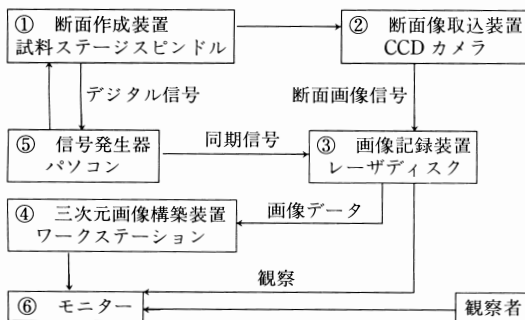 ① 断面作成装置
試料ステージスピンドル
② 断面像取込装置
CCD カメラ
デジタル信号
断面画像信号
⑤ 信号発生器
パソコン
同期信号
③ 画像記録装置
レーザディスク
④ 三次元画像構築装置
ワークステーション
画像データ
観察
⑥ モニター
観察者